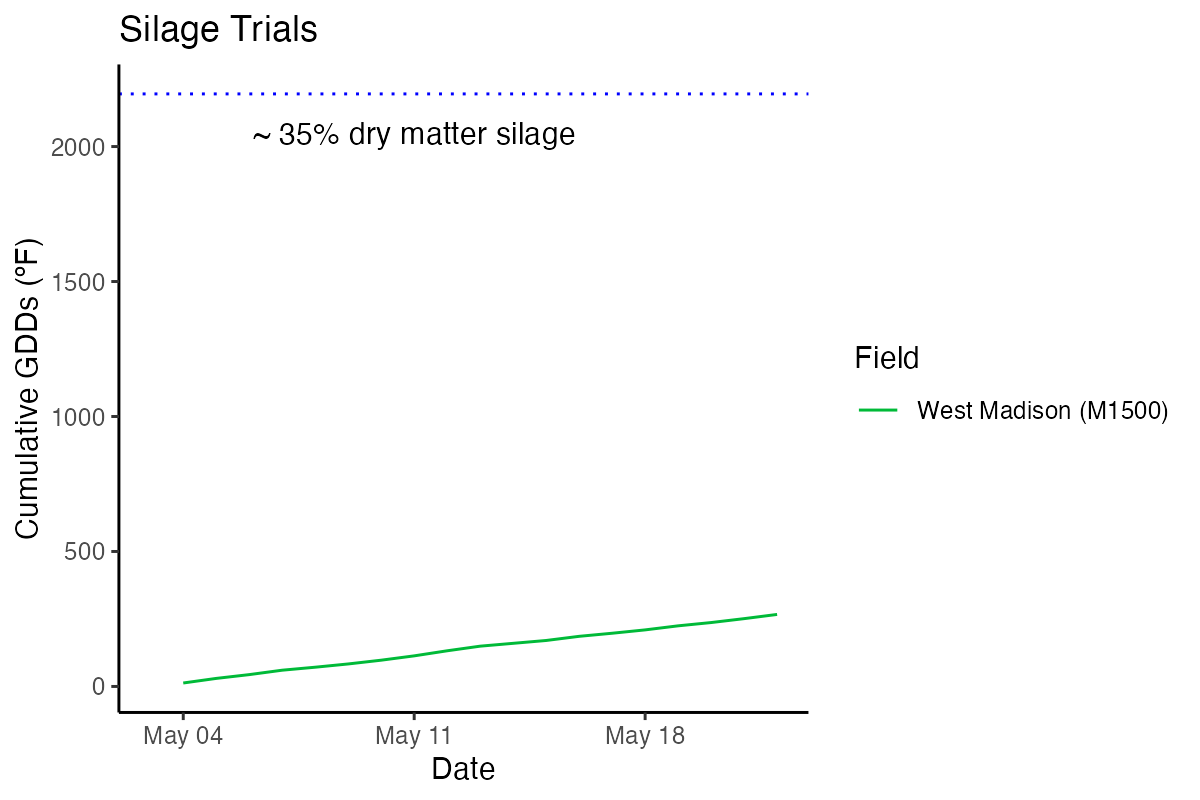 Silage Trials
~ 35% dry matter silage
2000
1500
1000
500
0
Cumulative GDDs (°F)
May 04
May 11
May 18
Date
Field
West Madison (M1500)